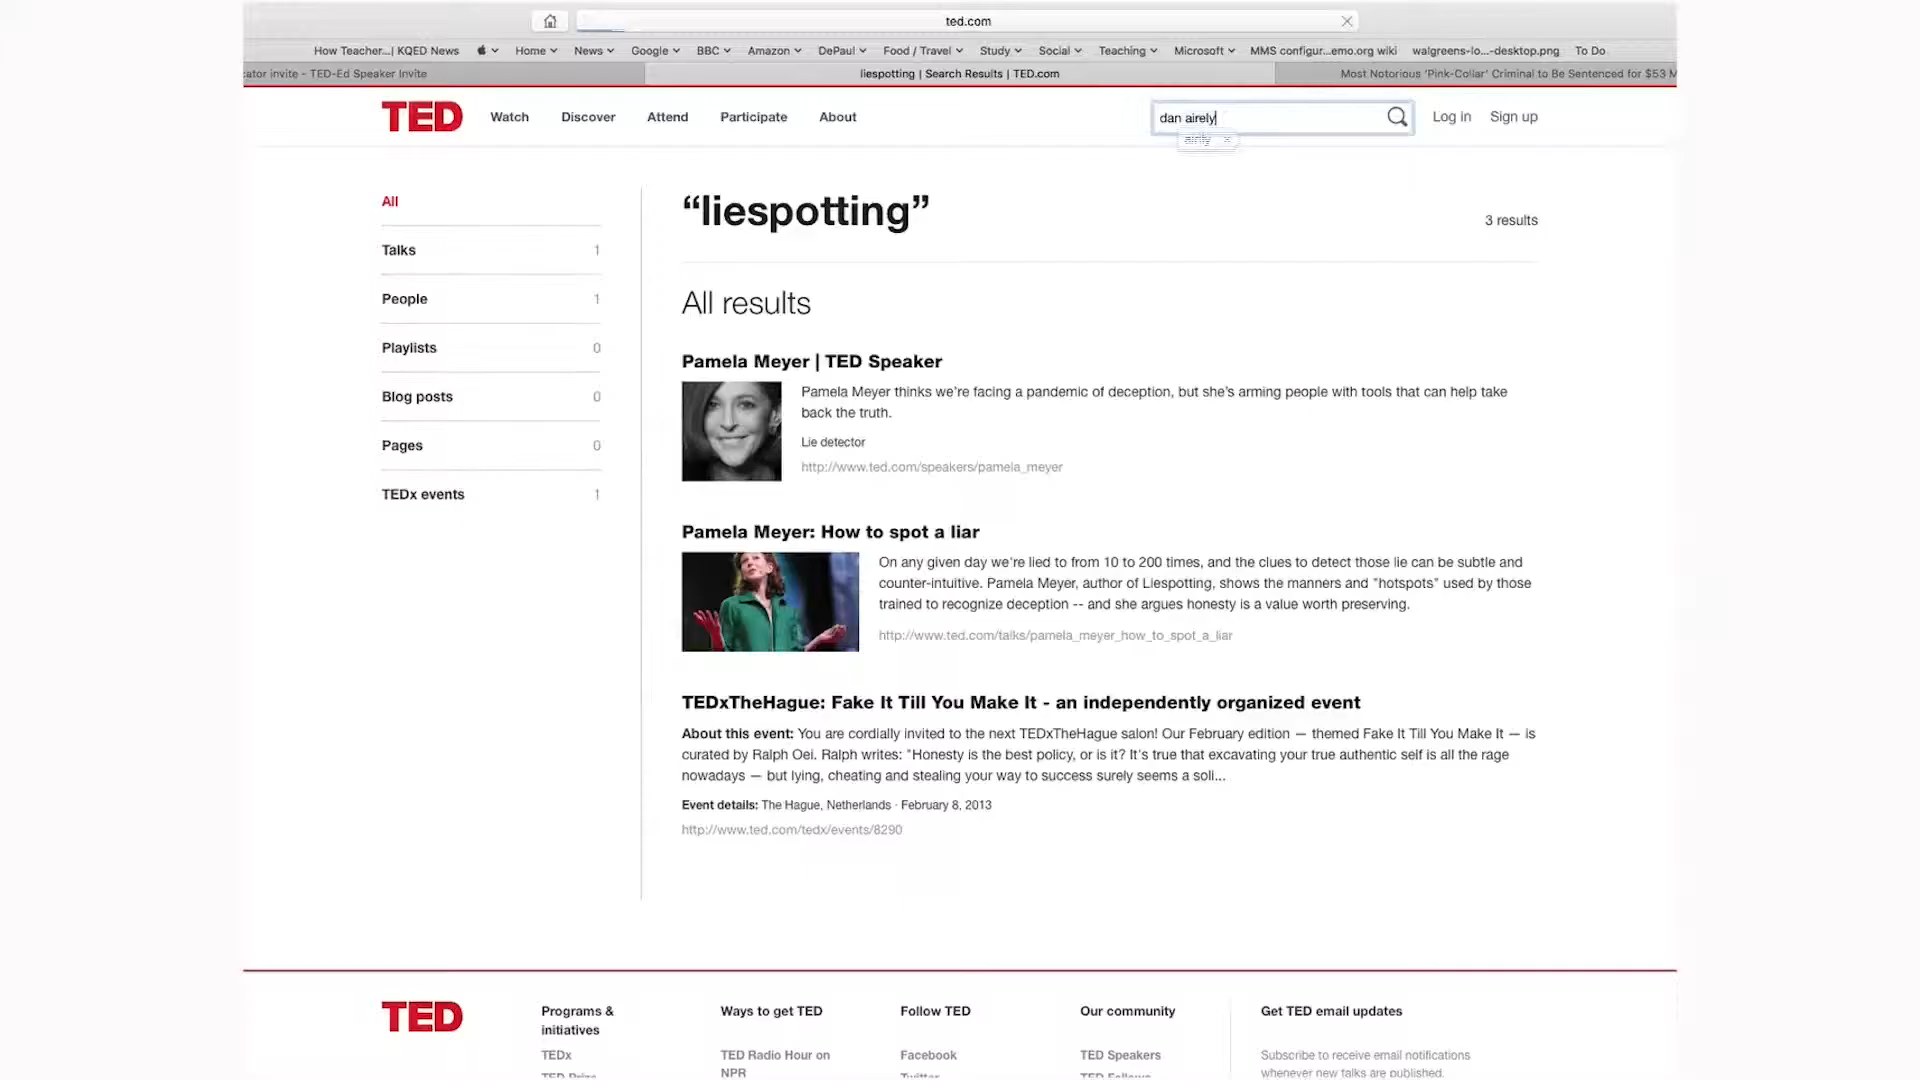 ted.com
How Teacher...| KQED News Home News Google BBC Amazon DePaul Food / Travel Study Social Teaching Microsoft MMS configur...emo.org wiki walgreens-lo...-desktop.png To Do
ator invite - TED-Ed Speaker Invite liespotting | Search Results | TED.com Most Notorious 'Pink-Collar' Criminal to Be Sentenced for $53 M
TED Watch Discover Attend Participate About dan airely Log in Sign up
airily ×
All
Talks 1
People 1
Playlists 0
Blog posts 0
Pages 0
TEDx events 1
“liespotting”
3 results
All results
Pamela Meyer | TED Speaker
Pamela Meyer thinks we're facing a pandemic of deception, but she's arming people with tools that can help take
back the truth.
Lie detector
http://www.ted.com/speakers/pamela_meyer
Pamela Meyer: How to spot a liar
On any given day we're lied to from 10 to 200 times, and the clues to detect those lie can be subtle and
counter-intuitive. Pamela Meyer, author of Liespotting, shows the manners and "hotspots" used by those
trained to recognize deception -- and she argues honesty is a value worth preserving.
http://www.ted.com/talks/pamela_meyer_how_to_spot_a_liar
TEDxTheHague: Fake It Till You Make It - an independently organized event
About this event: You are cordially invited to the next TEDxTheHague salon! Our February edition — themed Fake It Till You Make It — is
curated by Ralph Oei. Ralph writes: "Honesty is the best policy, or is it? It's true that excavating your true authentic self is all the rage
nowadays — but lying, cheating and stealing your way to success surely seems a soli...
Event details: The Hague, Netherlands · February 8, 2013
http://www.ted.com/tedx/events/8290
TED
Programs &
initiatives
TEDx
TED Prize
Ways to get TED
TED Radio Hour on
NPR
Follow TED
Facebook
Twitter
Our community
TED Speakers
TED Fellows
Get TED email updates
Subscribe to receive email notifications
whenever new talks are published.